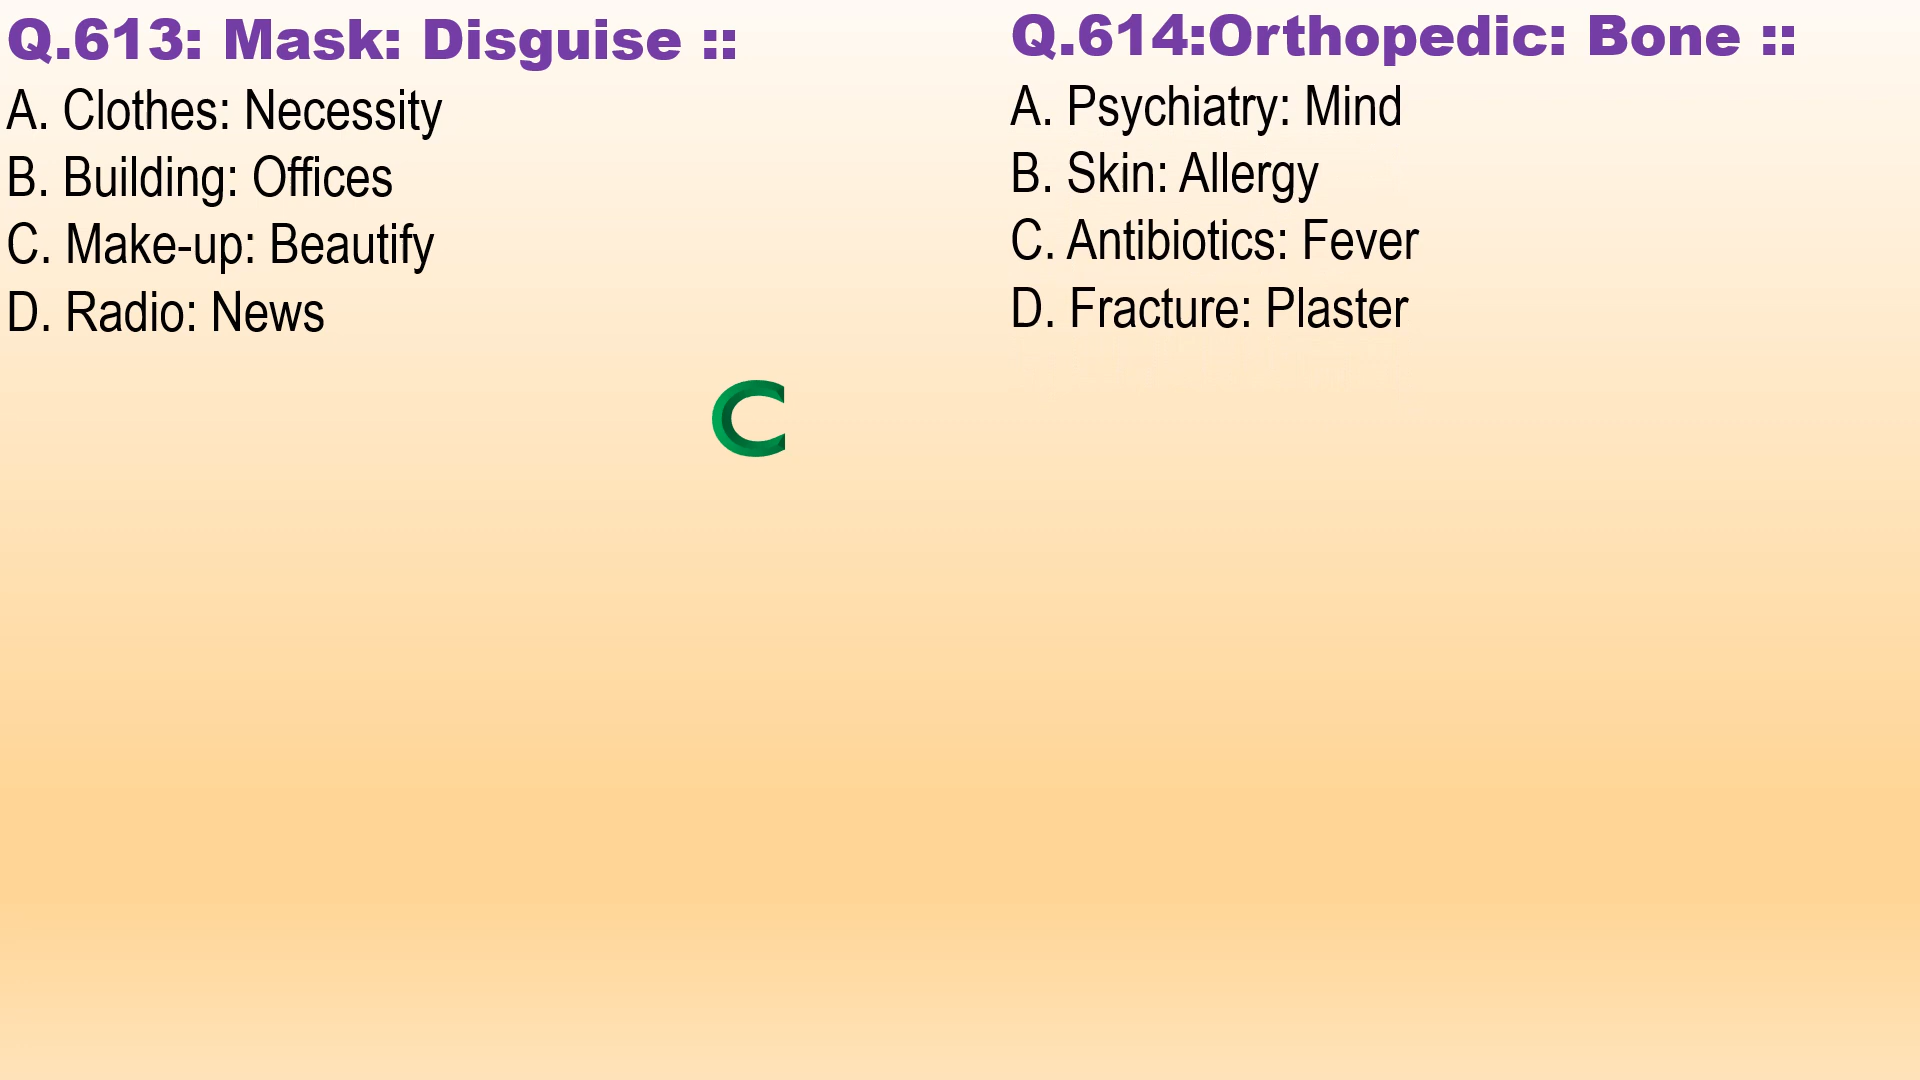 Q.613: Mask: Disguise ::
A. Clothes: Necessity
B. Building: Offices
C. Make-up: Beautify
D. Radio: News
C
Q.614:Orthopedic: Bone ::
A. Psychiatry: Mind
B. Skin: Allergy
C. Antibiotics: Fever
D. Fracture: Plaster